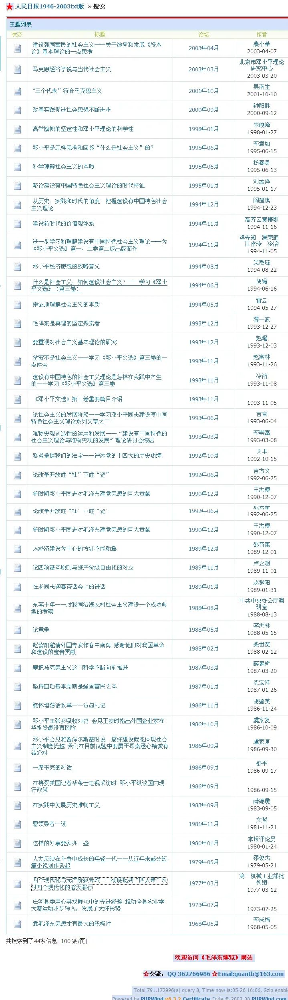 人民日报1946-2003txt版 » 搜索
主题列表
状态 标题 论坛 作者
建设强国富民的社会主义——关于继承和发展《资本
论》基本理论的一点思考
2003年04月
裴小革
2003-04-07
马克思经济学说与当代社会主义
2003年03月
北京市邓小平理论
研究中心
2003-03-20
“三个代表”符合马克思主义
2001年10月
吴南生
2001-10-10
改革实践促进社会思想不断进步
2000年09月
钟阳胜
2000-09-12
高举旗帜的坚定性和邓小平理论的科学性
1998年01月
朱峻峰
1998-01-27
邓小平是怎样思考和回答“什么是社会主义”的？
1995年06月
李君如
1995-06-15
科学理解社会主义的本质
1995年06月
杨春贵
1995-06-13
略论建设有中国特色社会主义理论的时代特征
1995年01月
刘孟泽
1995-01-17
从历史、实践和时代的角度 把握建设有中国特色社会
主义理论
1994年12月
阎建琪
1994-12-23
建设新时代的价值观体系
1994年11月
高齐云黄椰婴
1994-11-16
进一步学习和理解建设有中国特色社会主义理论——为
《邓小平文选》第一、二卷第二版出版而作
1994年11月
逄先知 潘荣庭
江作玲 冷溶
1994-11-05
邓小平经济思想的战略意义
1994年08月
吴敬琏
1994-08-22
什么是社会主义，如何建设社会主义？——学习《邓小
平文选》（第三卷）
1994年06月
胡绳
1994-06-16
辩证地理解社会主义的本质
1994年05月
雷云
1994-05-27
毛泽东是真理的坚定探索者
1993年12月
薄一波
1993-12-27
要重视对社会主义基本理论的研究
1993年12月
赵曜
1993-12-03
贫穷不是社会主义——学习《邓小平文选》第三卷的一
点体会
1993年11月
赵富林
1993-11-26
建设有中国特色的社会主义理论是怎样在实践中产生
的——学习《邓小平文选》第三卷
1993年11月
冷溶
1993-11-08
《邓小平文选》第三卷重要篇目介绍
1993年11月
1993-11-05
论社会主义的发展阶段——学习邓小平同志建设有中国
特色社会主义理论系列文章之二
1993年06月
吉言
1993-06-04
唯物史观创造性的运用和发展——“建设有中国特色的
社会主义理论与唯物史观的发展”理论研讨会综述
1993年03月
李崇富
1993-03-08
紧紧掌握我们的法宝——评述党的十四大的历史功绩
1992年10月
艾丰
1992-10-15
论改革开放姓“社”不姓“资”
1992年06月
吉方文
1992-06-25
新时期邓小平同志对毛泽东建党思想的巨大贡献
1990年12月
王洪模
1990-12-07
论改革开放姓“社”不姓“资”
1992年06月
邵奇惠
1992-06-25
新时期邓小平同志对毛泽东建党思想的巨大贡献
1990年12月
王洪模
1990-12-07
以经济建设为中心的方针不能动摇
1989年12月
邵奇惠
1989-12-01
论四项基本原则与资产阶级自由化的对立
1989年11月
卢之超
1989-11-01
在老同志迎春茶话会上的讲话
1989年01月
赵紫阳
1989-01-31
东莞十年——对我国沿海农村社会主义建设一个成功典
型的考察
1988年08月
中共中央办公厅调
研室
1988-08-13
论竞争
1988年05月
李洪林
1988-05-15
赵紫阳邀请外国专家作客中南海 感谢他们对我国革命
和建设的宝贵贡献
1988年02月
柴世宽
1988-02-12
要把马克思主义这门科学不断向前推进
1987年03月
薛暮桥
1987-03-20
坚持四项基本原则是强国富民之本
1987年01月
沈宝祥
1987-01-26
胸怀坦荡话改革——访匈札记
1986年11月
胡鉴美
1986-11-24
邓小平主张多吸收外资 会见王安时指出外国企业家在
华投资最没有风险
1986年10月
虞家复
1986-10-09
邓小平会见雅鲁泽尔斯基时说 搞好建设就能体现社会
主义制度优越 我们在目前试验中要勇于探索悉心精诚有
错必纠
1986年09月
虞家复
1986-09-30
一席未完的对话
1986年09月
舒平
1986-09-17
在接受美国记者华莱士电视采访时 邓小平纵谈国内现
行政策
1986年09月
1986-09-15
在实践中发展历史唯物主义
1983年09月
薛德震
1983-09-05
愿领导者一读
1981年11月
文哲
1981-11-21
这样的好事要多办一些
1980年01月
本报评论员
1980-01-24
大力反映在斗争中成长的年轻一代——从近年来部分短
篇小说创作谈起
1979年05月
缪俊杰
1979-05-21
四个现代化与无产阶级专政——彻底批判“四人帮”反
对四个现代化的滔天罪行
1977年03月
第一机械工业部批
判组
1977-03-12
庄河县委用心寻找群众中的先进经验 推动全县农业学
大寨运动步步深入，发展了大好形势
1973年07月
1973-07-25
靠毛泽东思想才有最大的积极性
1968年05月
李成福
1968-05-05
共搜索到了44条信息[ 100 条/页]
欢迎访问《毛泽东博览》网站
☆交流： QQ 362766986 ☆Email:guantb@163.com
Total 791.172996(s) query 8, Time now is:05-26 16:06, Gzip enable
Powered by PHPWind v6.3.2 Certificate Code © 2003-08 PHPWind.com